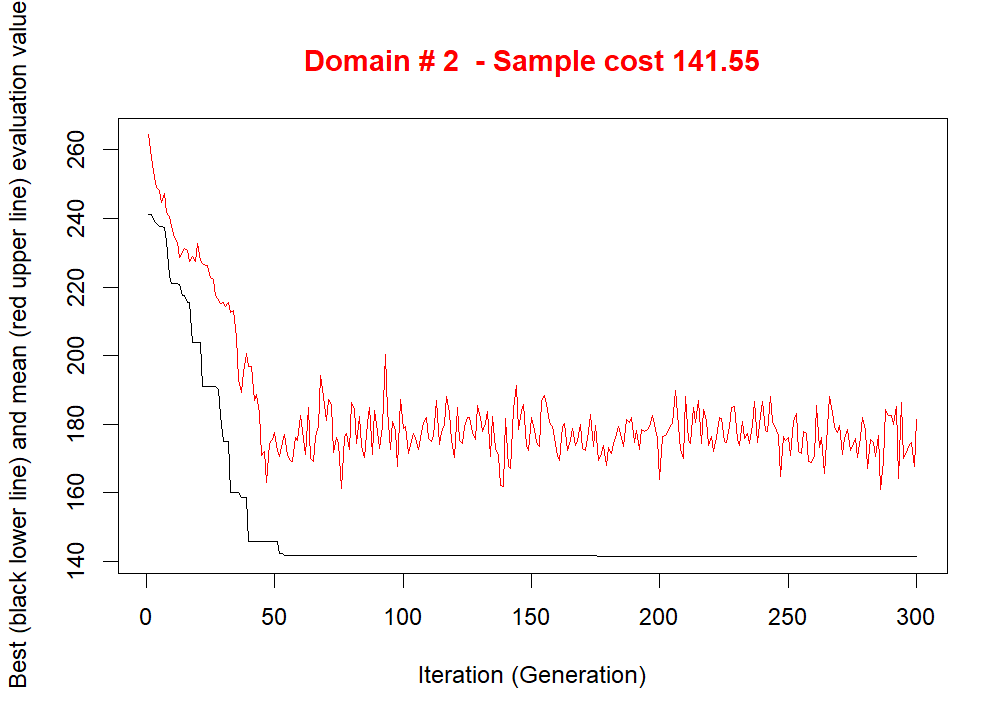 Domain # 2  - Sample cost 141.55
Best (black lower line) and mean (red upper line) evaluation value
260
240
220
200
180
160
140
0 50 100 150 200 250 300
Iteration (Generation)